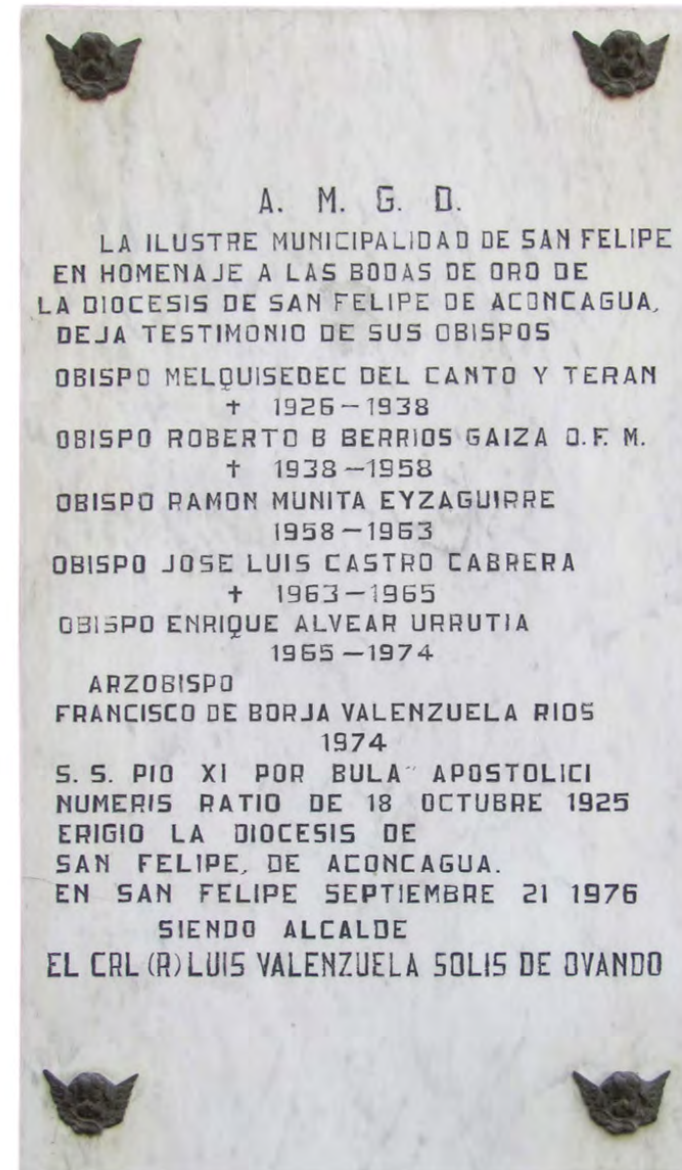 A. M. G. D.
LA ILUSTRE MUNICIPALIDAD DE SAN FELIPE
EN HOMENAJE A LAS BODAS DE ORO DE
LA DIOCESIS DE SAN FELIPE DE ACONCAGUA,
DEJA TESTIMONIO DE SUS OBISPOS
OBISPO MELQUISEDEC DEL CANTO Y TERAN
† 1926-1938
OBISPO ROBERTO B BERRIOS GAIZA O.F.M.
† 1938-1958
OBISPO RAMON MUNITA EYZAGUIRRE
1958-1963
OBISPO JOSE LUIS CASTRO CABRERA
† 1963-1965
OBISPO ENRIQUE ALVEAR URRUTIA
1965-1974
ARZOBISPO
FRANCISCO DE BORJA VALENZUELA RIOS
1974
S. S. PIO XI POR BULA" APOSTOLICI
NUMERIS RATIO DE 18 OCTUBRE 1925
ERIGIO LA DIOCESIS DE
SAN FELIPE, DE ACONCAGUA.
EN SAN FELIPE SEPTIEMBRE 21 1976
SIENDO ALCALDE
EL CRL (R) LUIS VALENZUELA SOLIS DE OVANDO